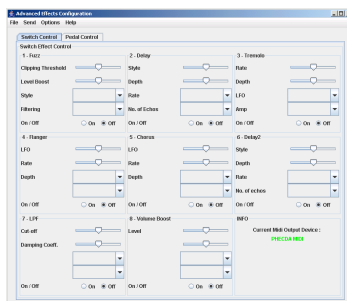 Advanced Effects Configuration
File Send Options Help
Switch Control Pedal Control
Switch Effect Control
1 - Fuzz
Clipping Threshold
Level Boost
Style
Filtering
On / Off On Off
2 - Delay
Style
Depth
Rate
No. of Echos
On / Off On Off
3 - Tremolo
Rate
Depth
LFO
Amp
On / Off On Off
4 - Flanger
LFO
Rate
Depth
On / Off On Off
5 - Chorus
LFO
Rate
Depth
On / Off On Off
6 - Delay2
Style
Depth
Rate
No. of echos
On / Off On Off
7 - LPF
Cut-off
Damping Coeff.
On / Off On Off
8 - Volume Boost
Level
On / Off On Off
INFO
Current Midi Output Device :
PHECDA MIDI